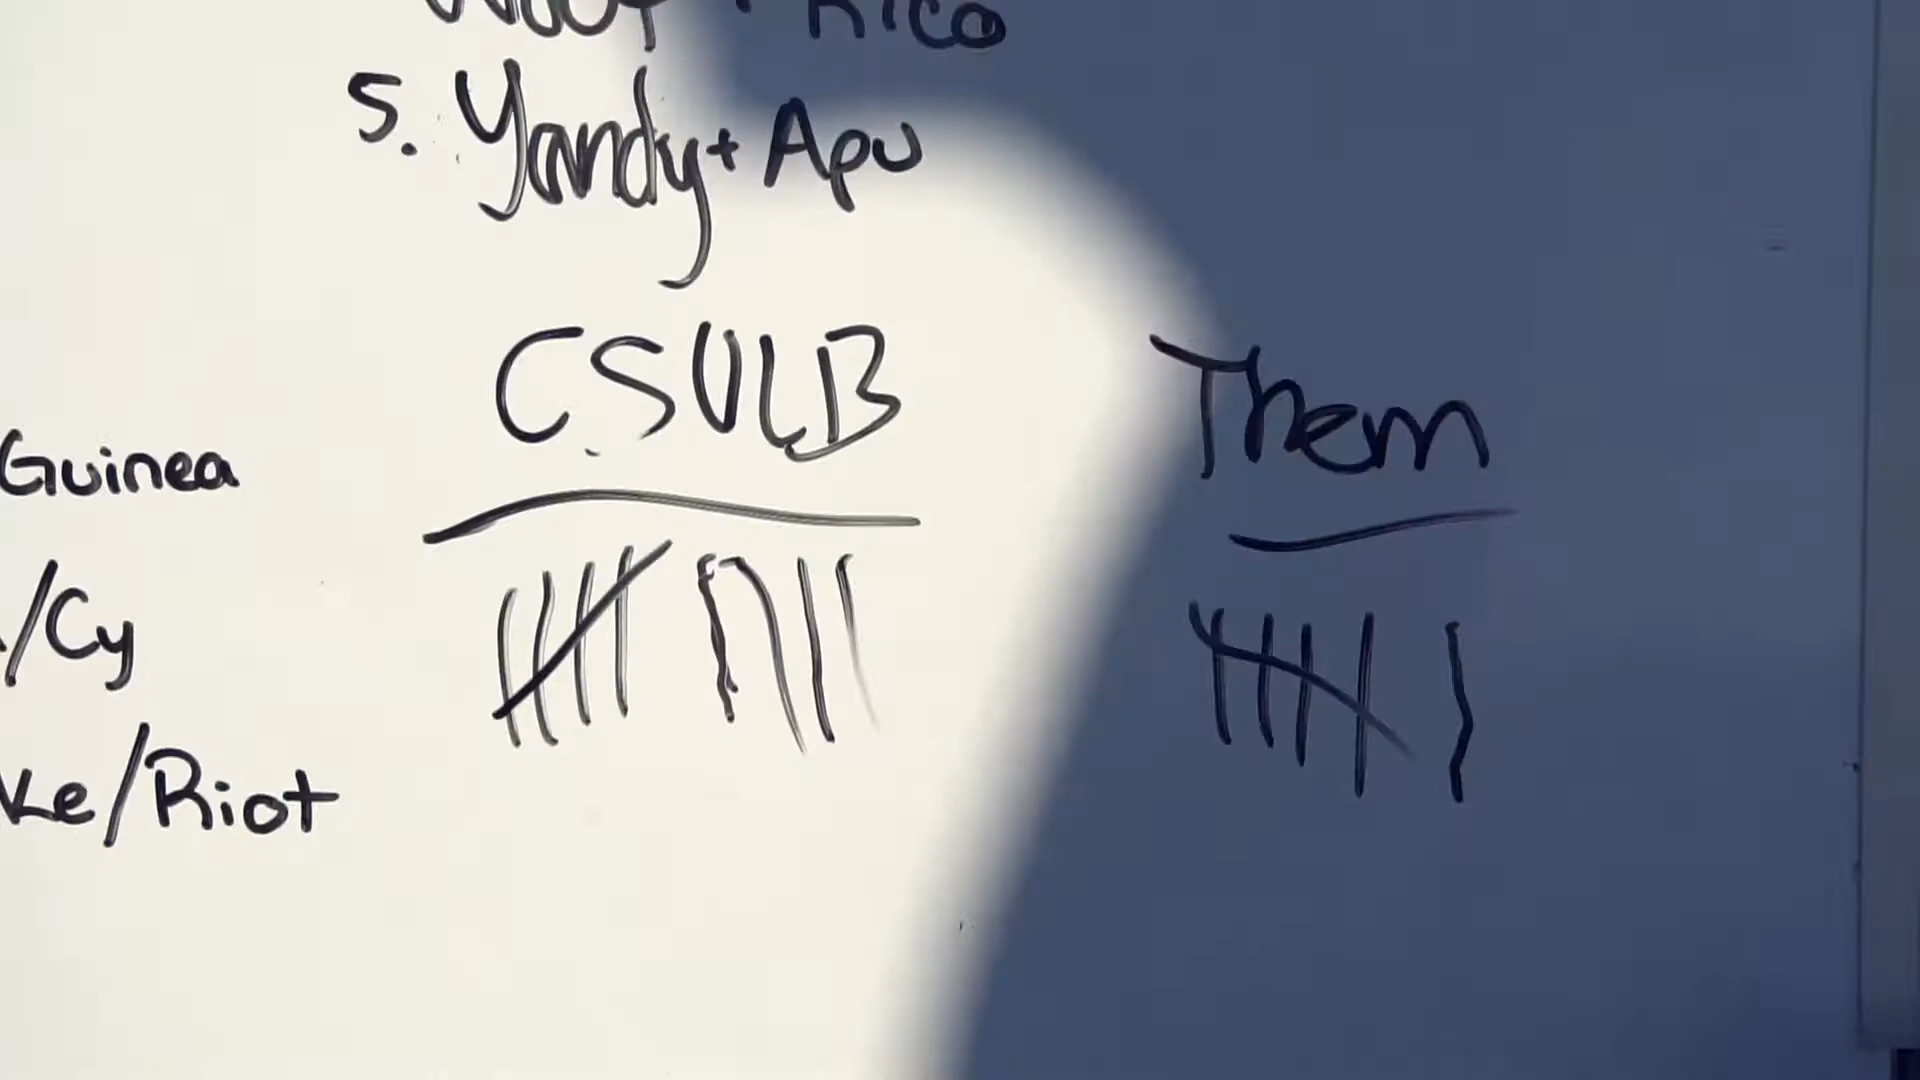 Rico
5. Yandy + Apu
CSULB Them
Guinea
/Cy
ke/Riot